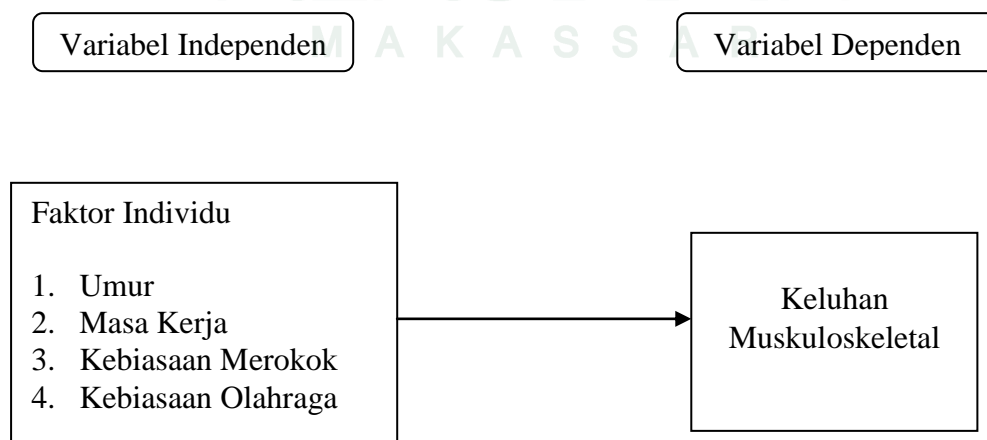 Variabel Independen
MAKASSAR
Variabel Dependen
Faktor Individu
1. Umur
2. Masa Kerja
3. Kebiasaan Merokok
4. Kebiasaan Olahraga
Keluhan
Muskuloskeletal